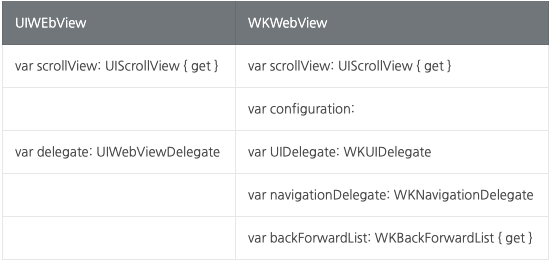 UIWEbView WKWebView
var scrollView: UIScrollView { get } var scrollView: UIScrollView { get }
var configuration:
var delegate: UIWebViewDelegate var UIDelegate: WKUIDelegate
var navigationDelegate: WKNavigationDelegate
var backForwardList: WKBackForwardList { get }